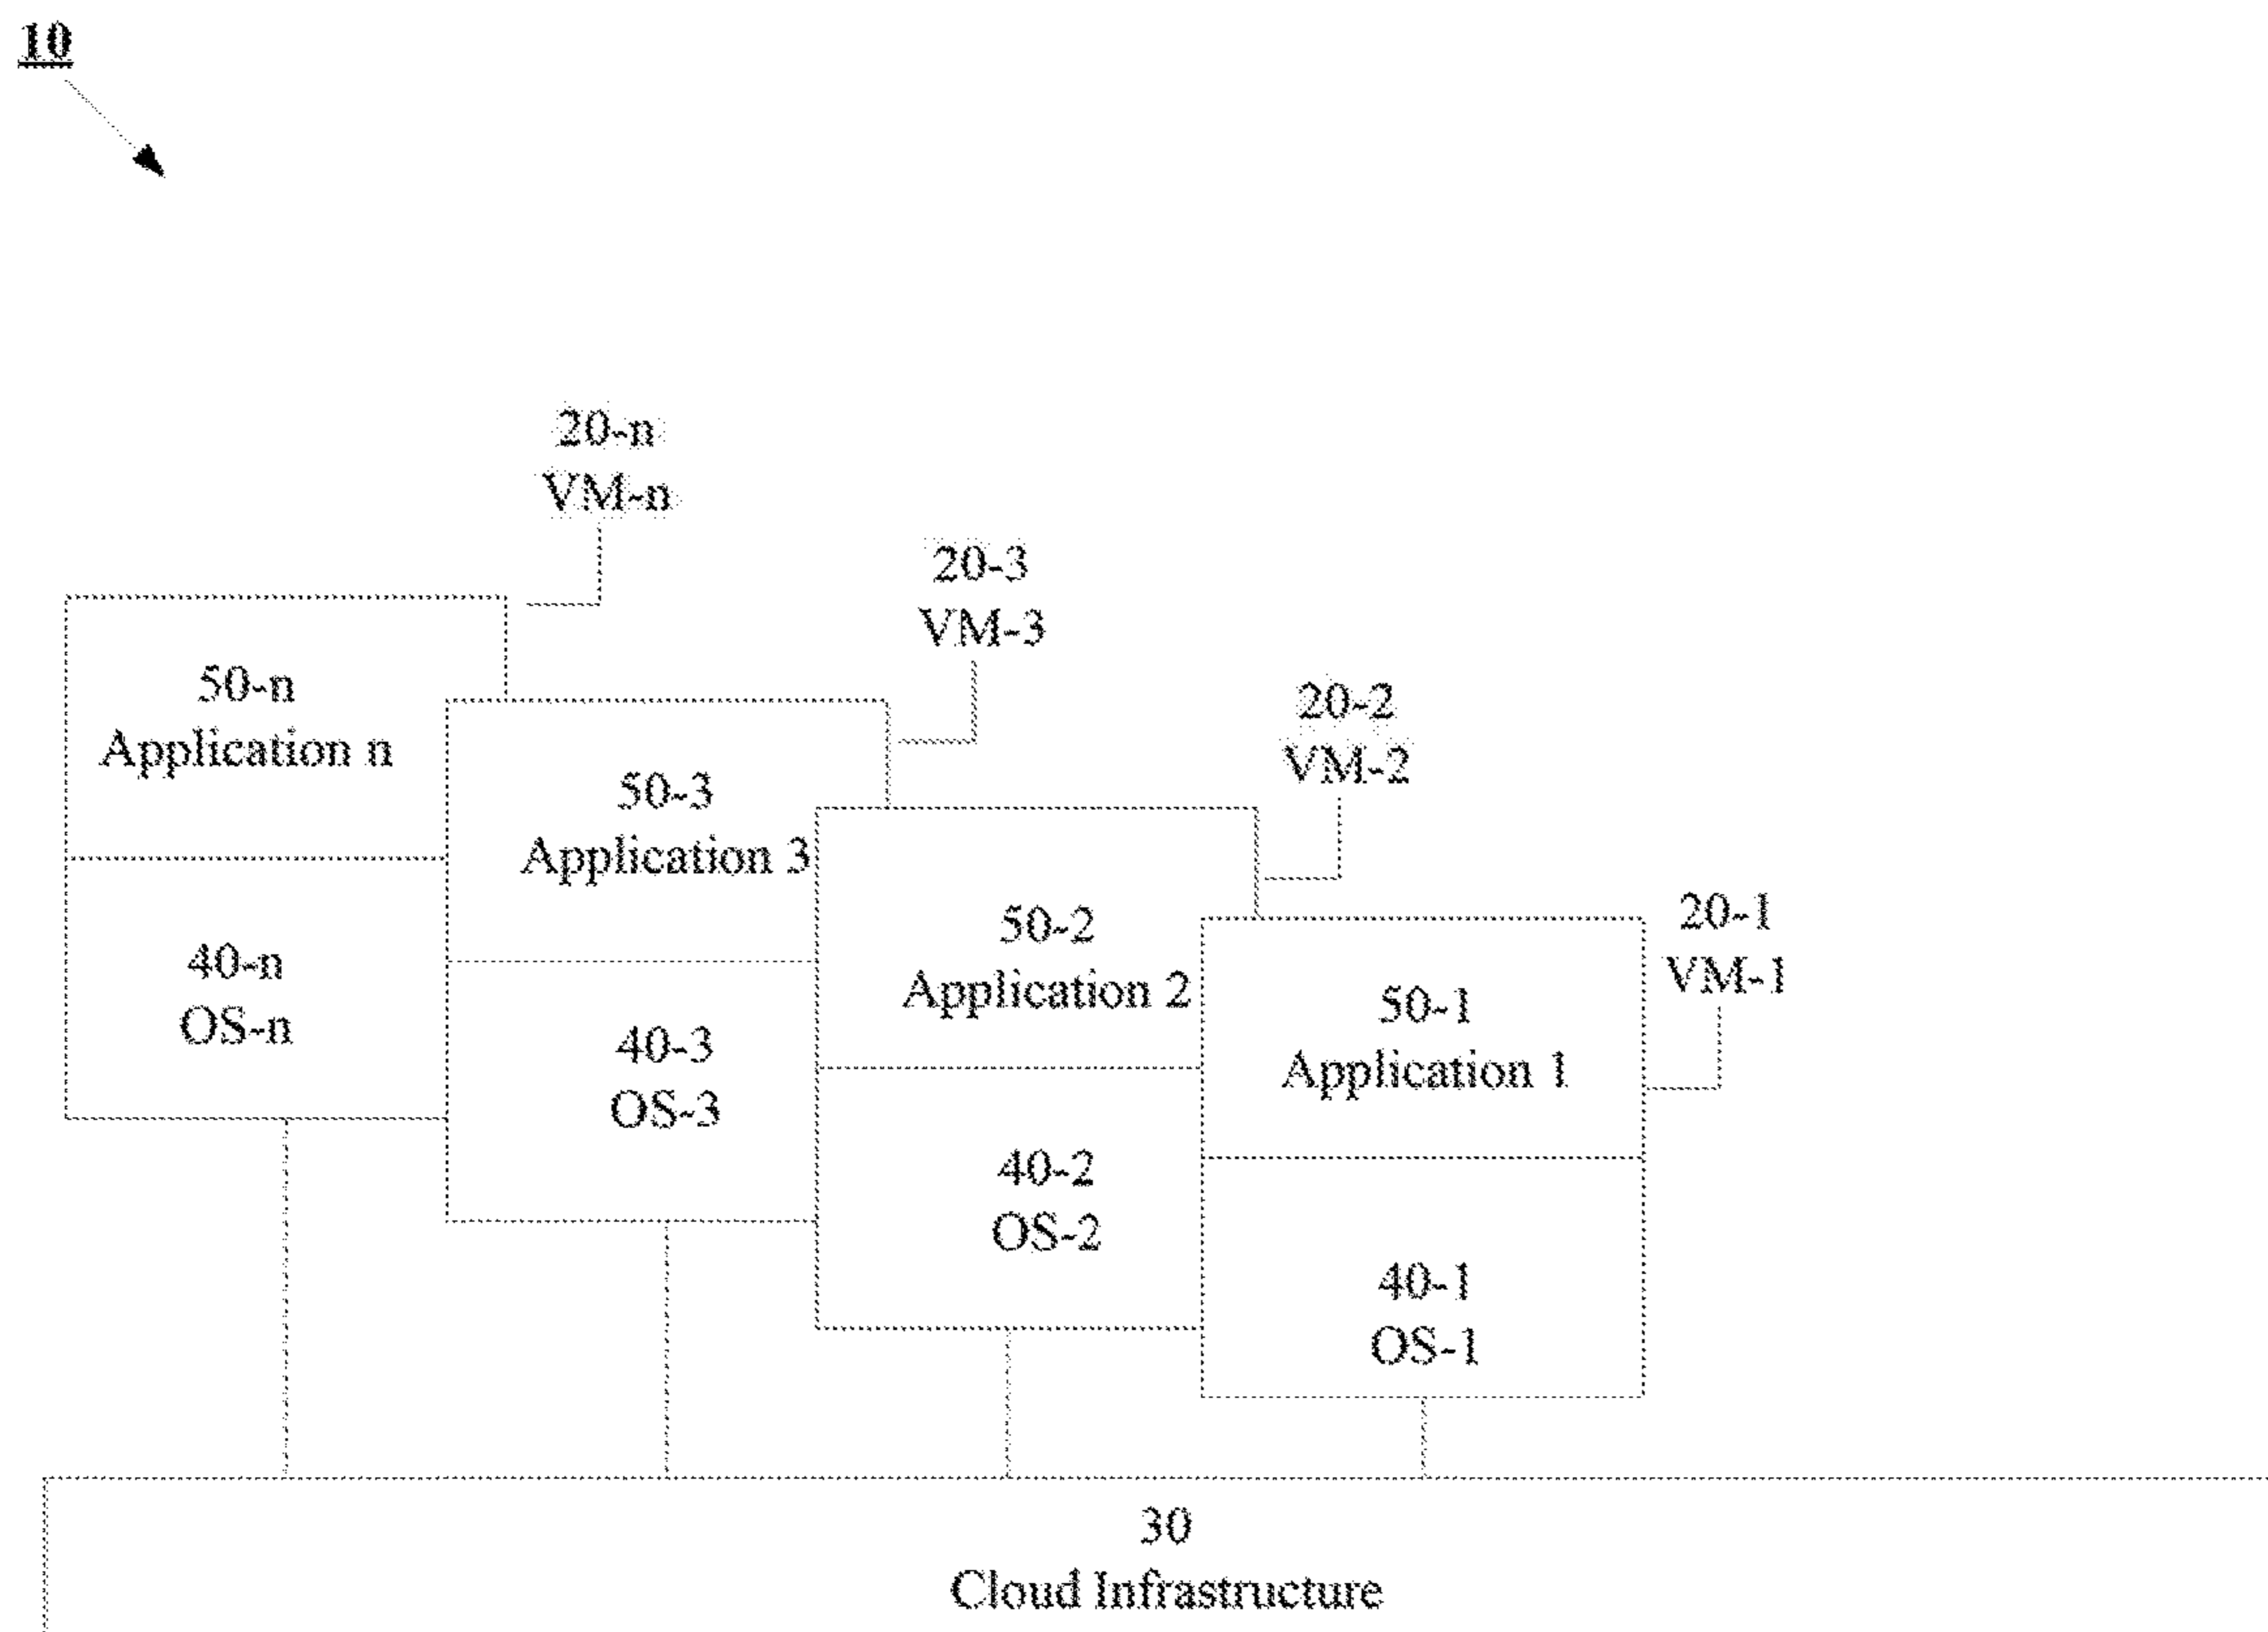 10
20-n
VM-n
20-3
VM-3
20-2
VM-2
20-1
VM-1
50-n
Application n
40-n
OS-n
50-3
Application 3
40-3
OS-3
50-2
Application 2
40-2
OS-2
50-1
Application 1
40-1
OS-1
30
Cloud Infrastructure